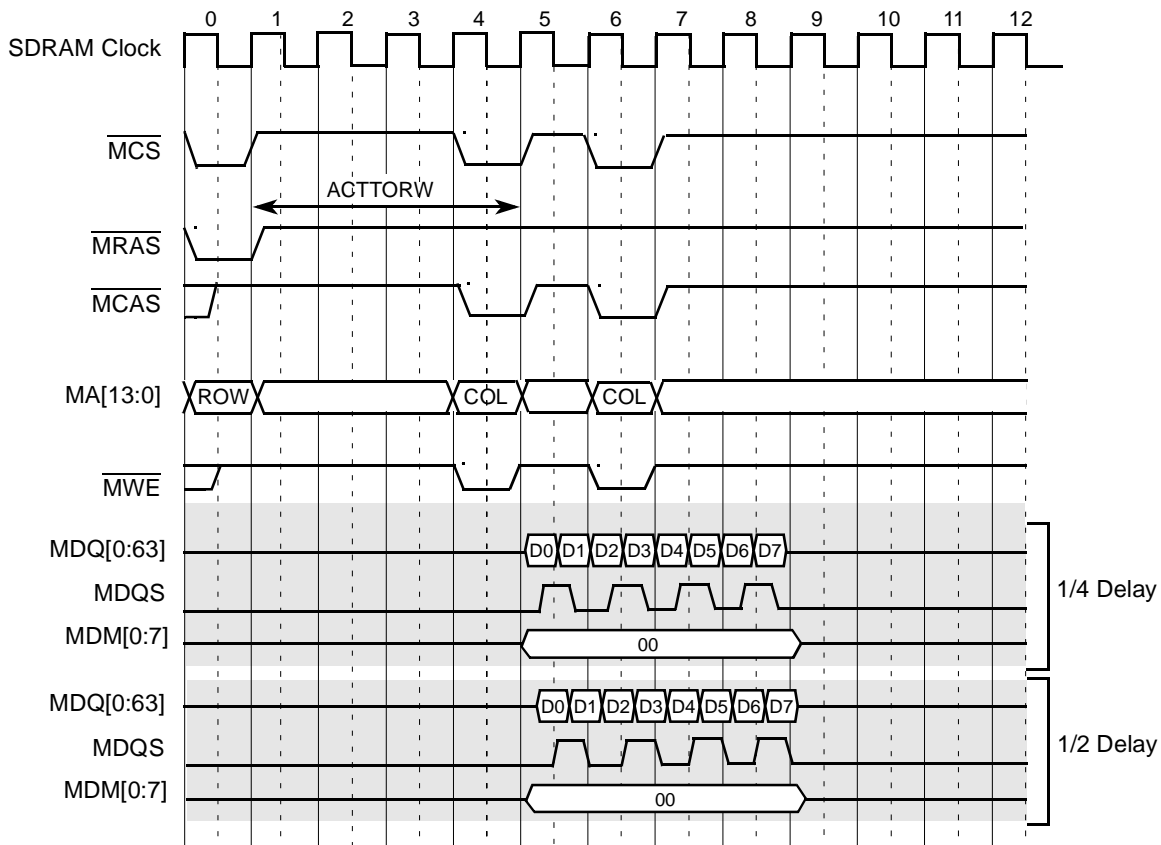 0 1 2 3 4 5 6 7 8 9 10 11 12
SDRAM Clock
MCS
ACTTORW
MRAS
MCAS
MA[13:0] ROW COL COL
MWE
MDQ[0:63] D0 D1 D2 D3 D4 D5 D6 D7
MDQS
1/4 Delay
MDM[0:7] 00
MDQ[0:63] D0 D1 D2 D3 D4 D5 D6 D7
MDQS
1/2 Delay
MDM[0:7] 00